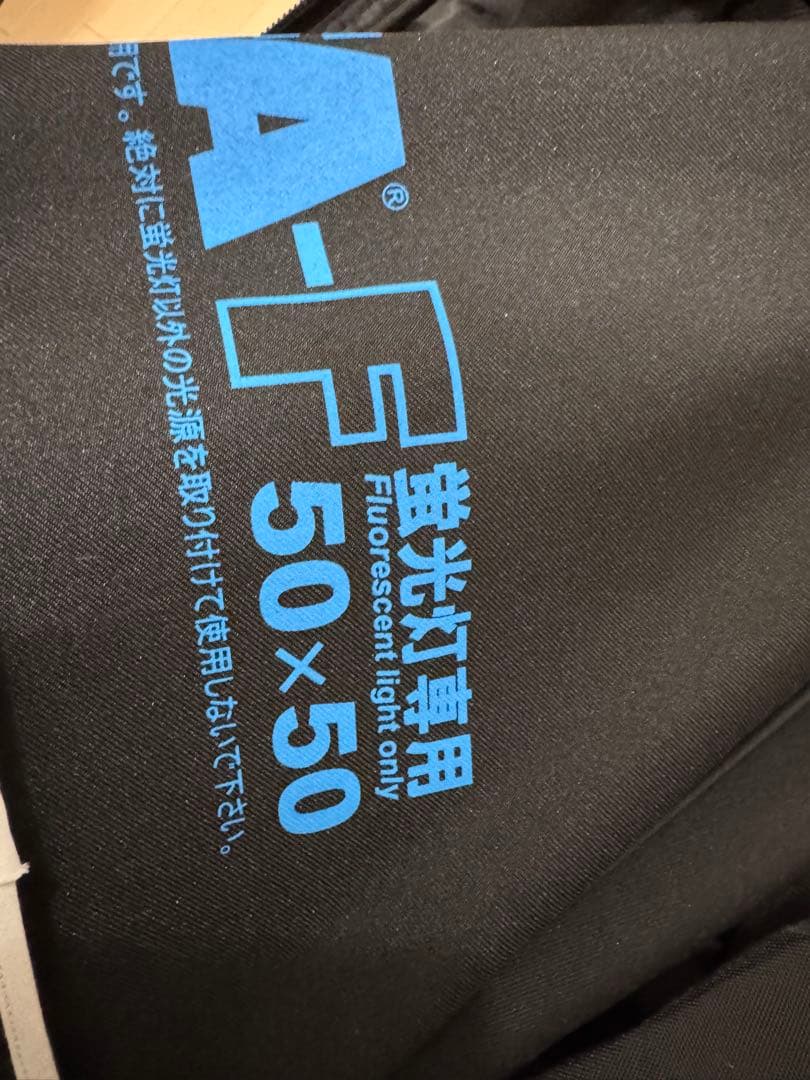 A®-F 蛍光灯専用
Fluorescent light only
50×50
用です。絶対に蛍光灯以外の光源を取り付けて使用しないで下さい。